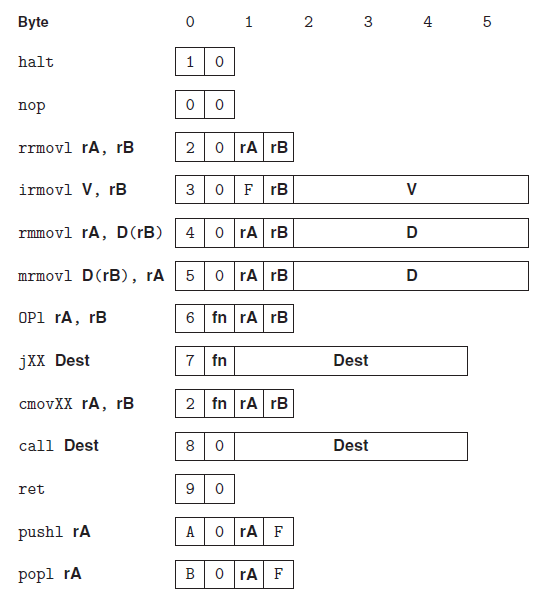 Byte 0 1 2 3 4 5
halt 1 0
nop 0 0
rrmovl rA, rB 2 0 rA rB
irmovl V, rB 3 0 F rB V
rmmovl rA, D(rB) 4 0 rA rB D
mrmovl D(rB), rA 5 0 rA rB D
OPl rA, rB 6 fn rA rB
jXX Dest 7 fn Dest
cmovXX rA, rB 2 fn rA rB
call Dest 8 0 Dest
ret 9 0
pushl rA A 0 rA F
popl rA B 0 rA F